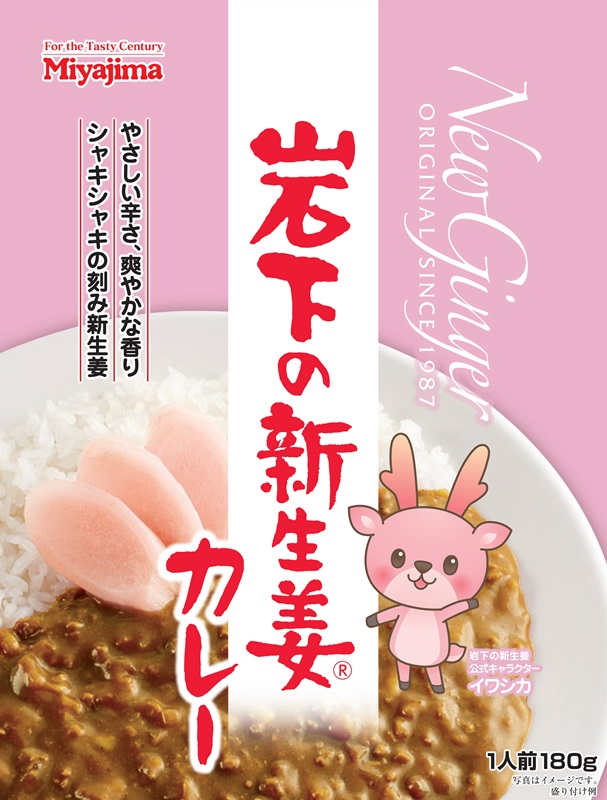 For the Tasty Century
Miyajima
やさしい辛さ、爽やかな香り
シャキシャキの刻み新生姜
岩下の新生姜®
カレー
New Ginger
ORIGINAL SINCE 1987
岩下の新生姜
公式キャラクター
イワシカ
1人前180g
写真はイメージです。
盛り付け例